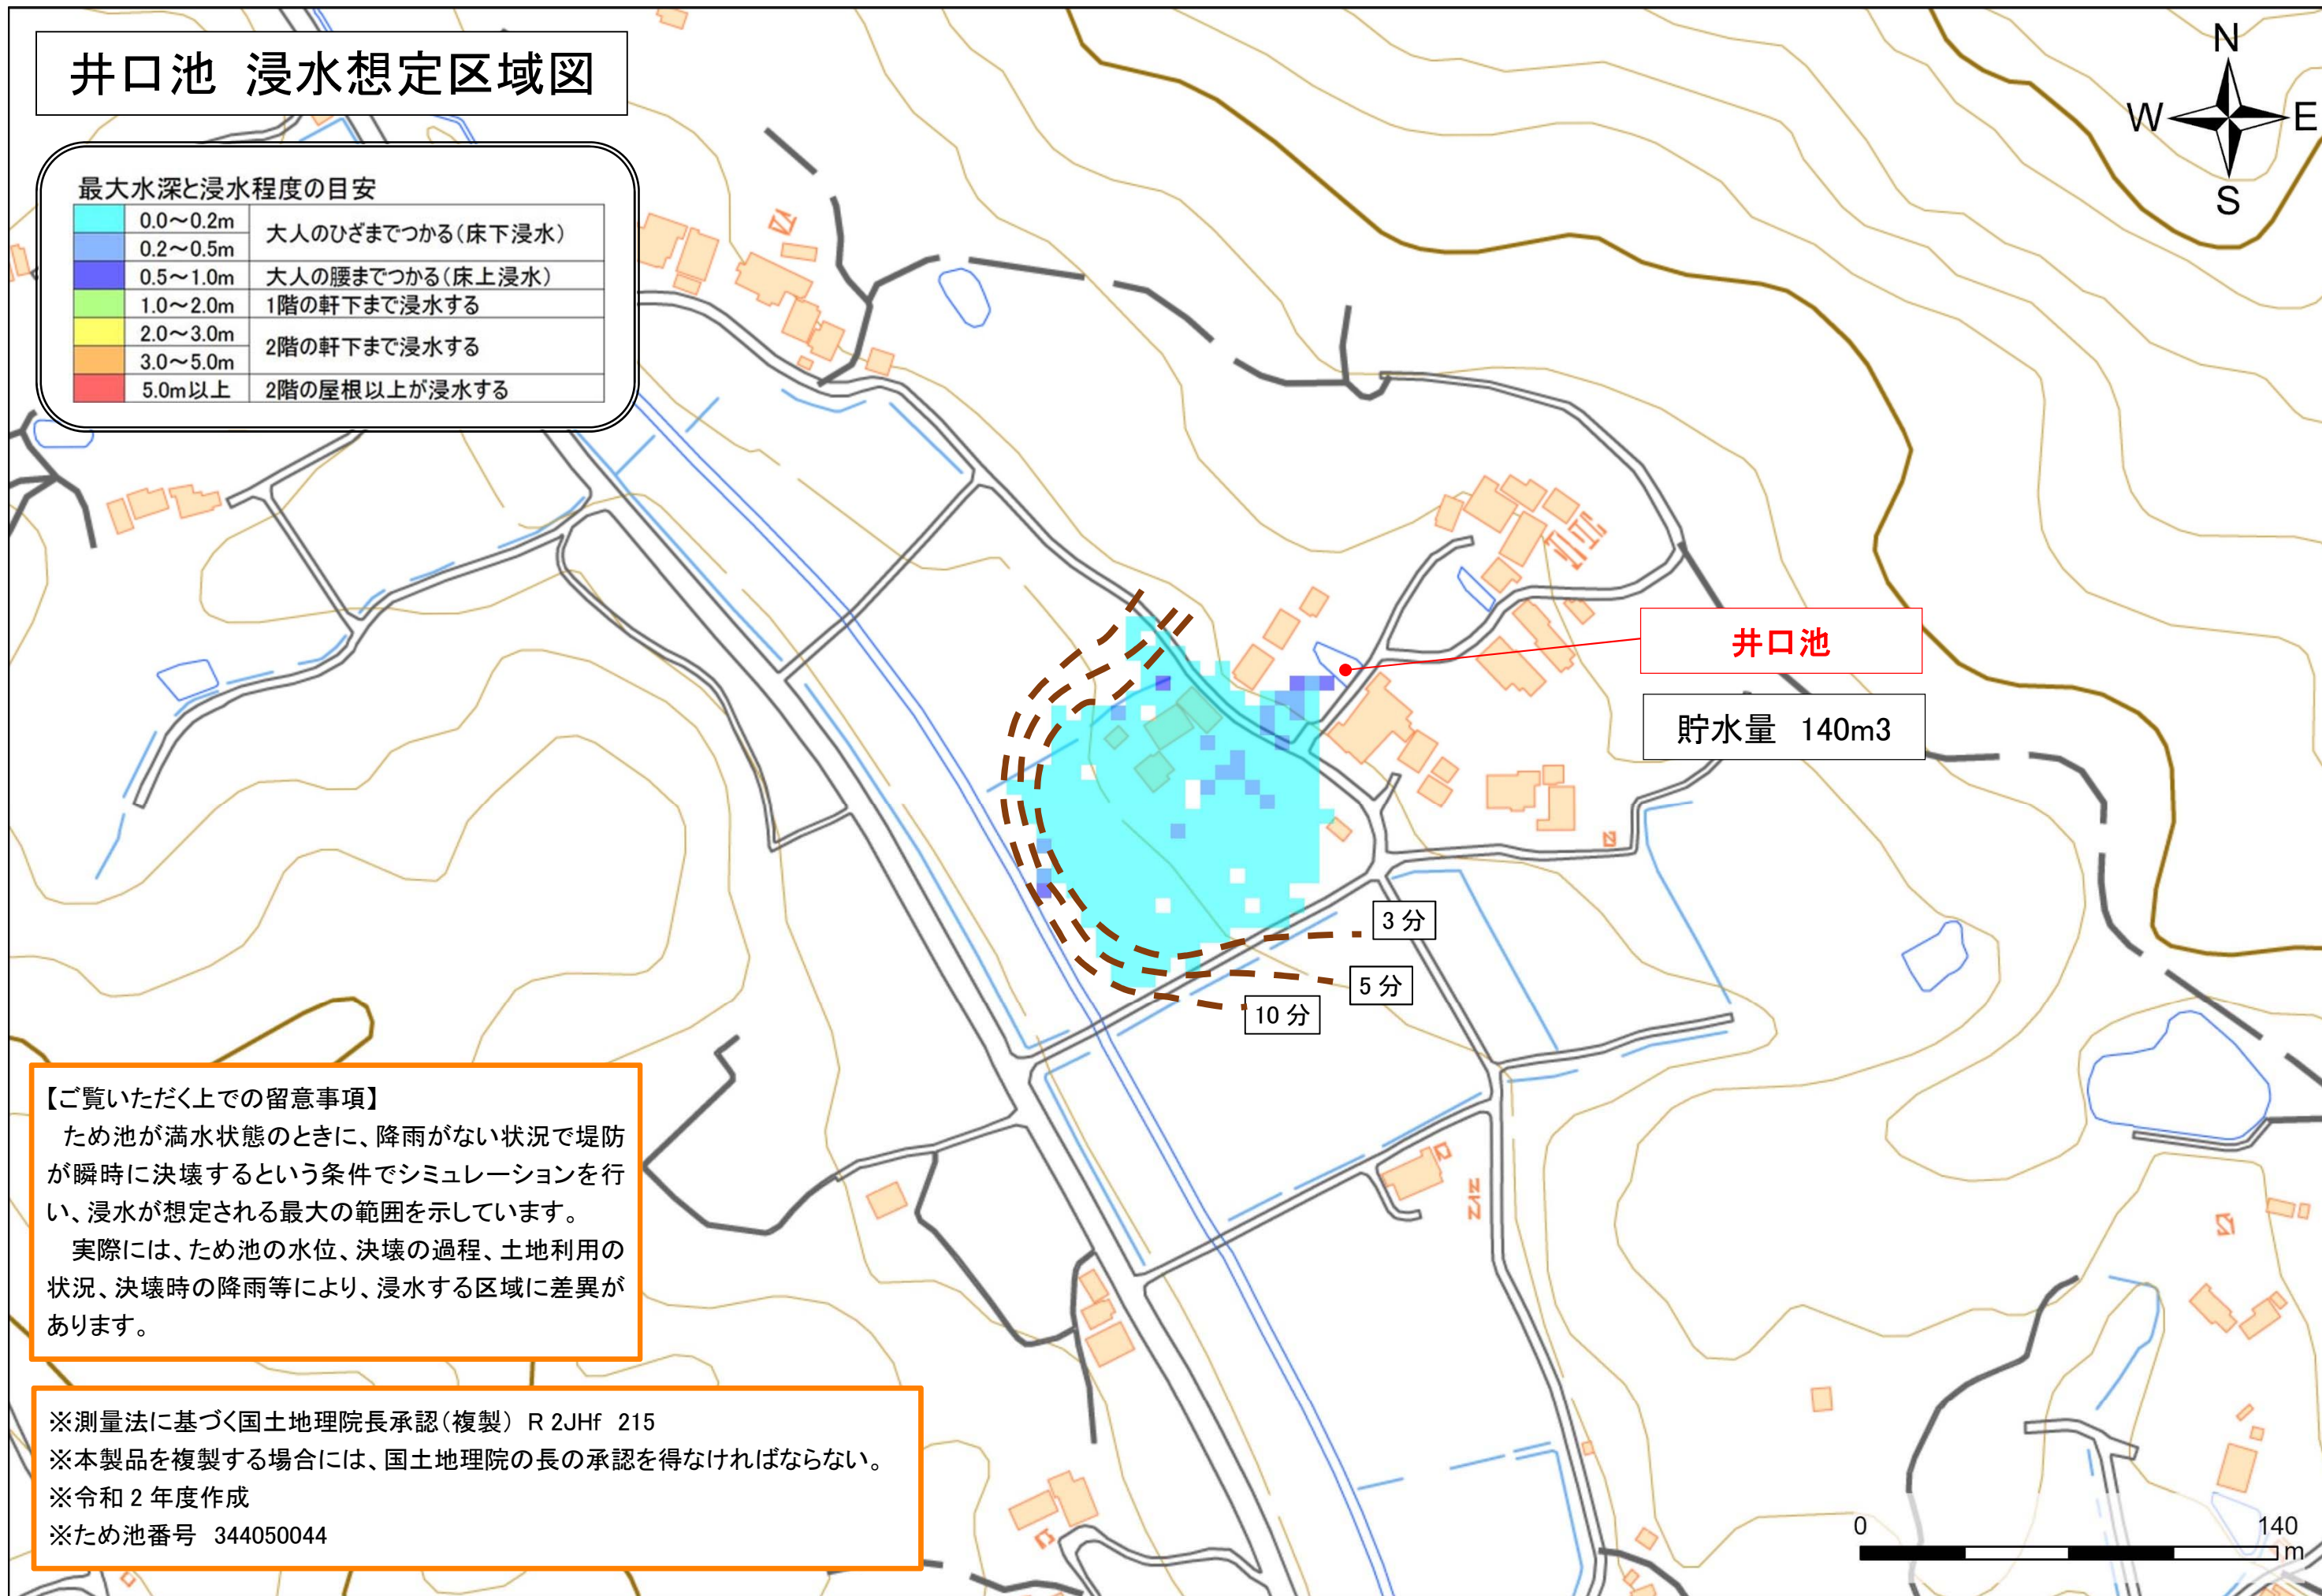 井口池 浸水想定区域図
N
W
E
S
最大水深と浸水程度の目安
0.0～0.2m
大人のひざまでつかる（床下浸水）
0.2～0.5m
0.5～1.0m 大人の腰までつかる（床上浸水）
1.0～2.0m 1階の軒下まで浸水する
2.0～3.0m
2階の軒下まで浸水する
3.0～5.0m
5.0m以上 2階の屋根以上が浸水する
井口池
貯水量 140m3
3分
5分
10分
【ご覧いただく上での留意事項】
ため池が満水状態のときに、降雨がない状況で堤防
が瞬時に決壊するという条件でシミュレーションを行
い、浸水が想定される最大の範囲を示しています。
実際には、ため池の水位、決壊の過程、土地利用の
状況、決壊時の降雨等により、浸水する区域に差異が
あります。
※測量法に基づく国土地理院長承認（複製） R 2JHf 215
※本製品を複製する場合には、国土地理院の長の承認を得なければならない。
※令和2年度作成
※ため池番号 344050044
0 140
m